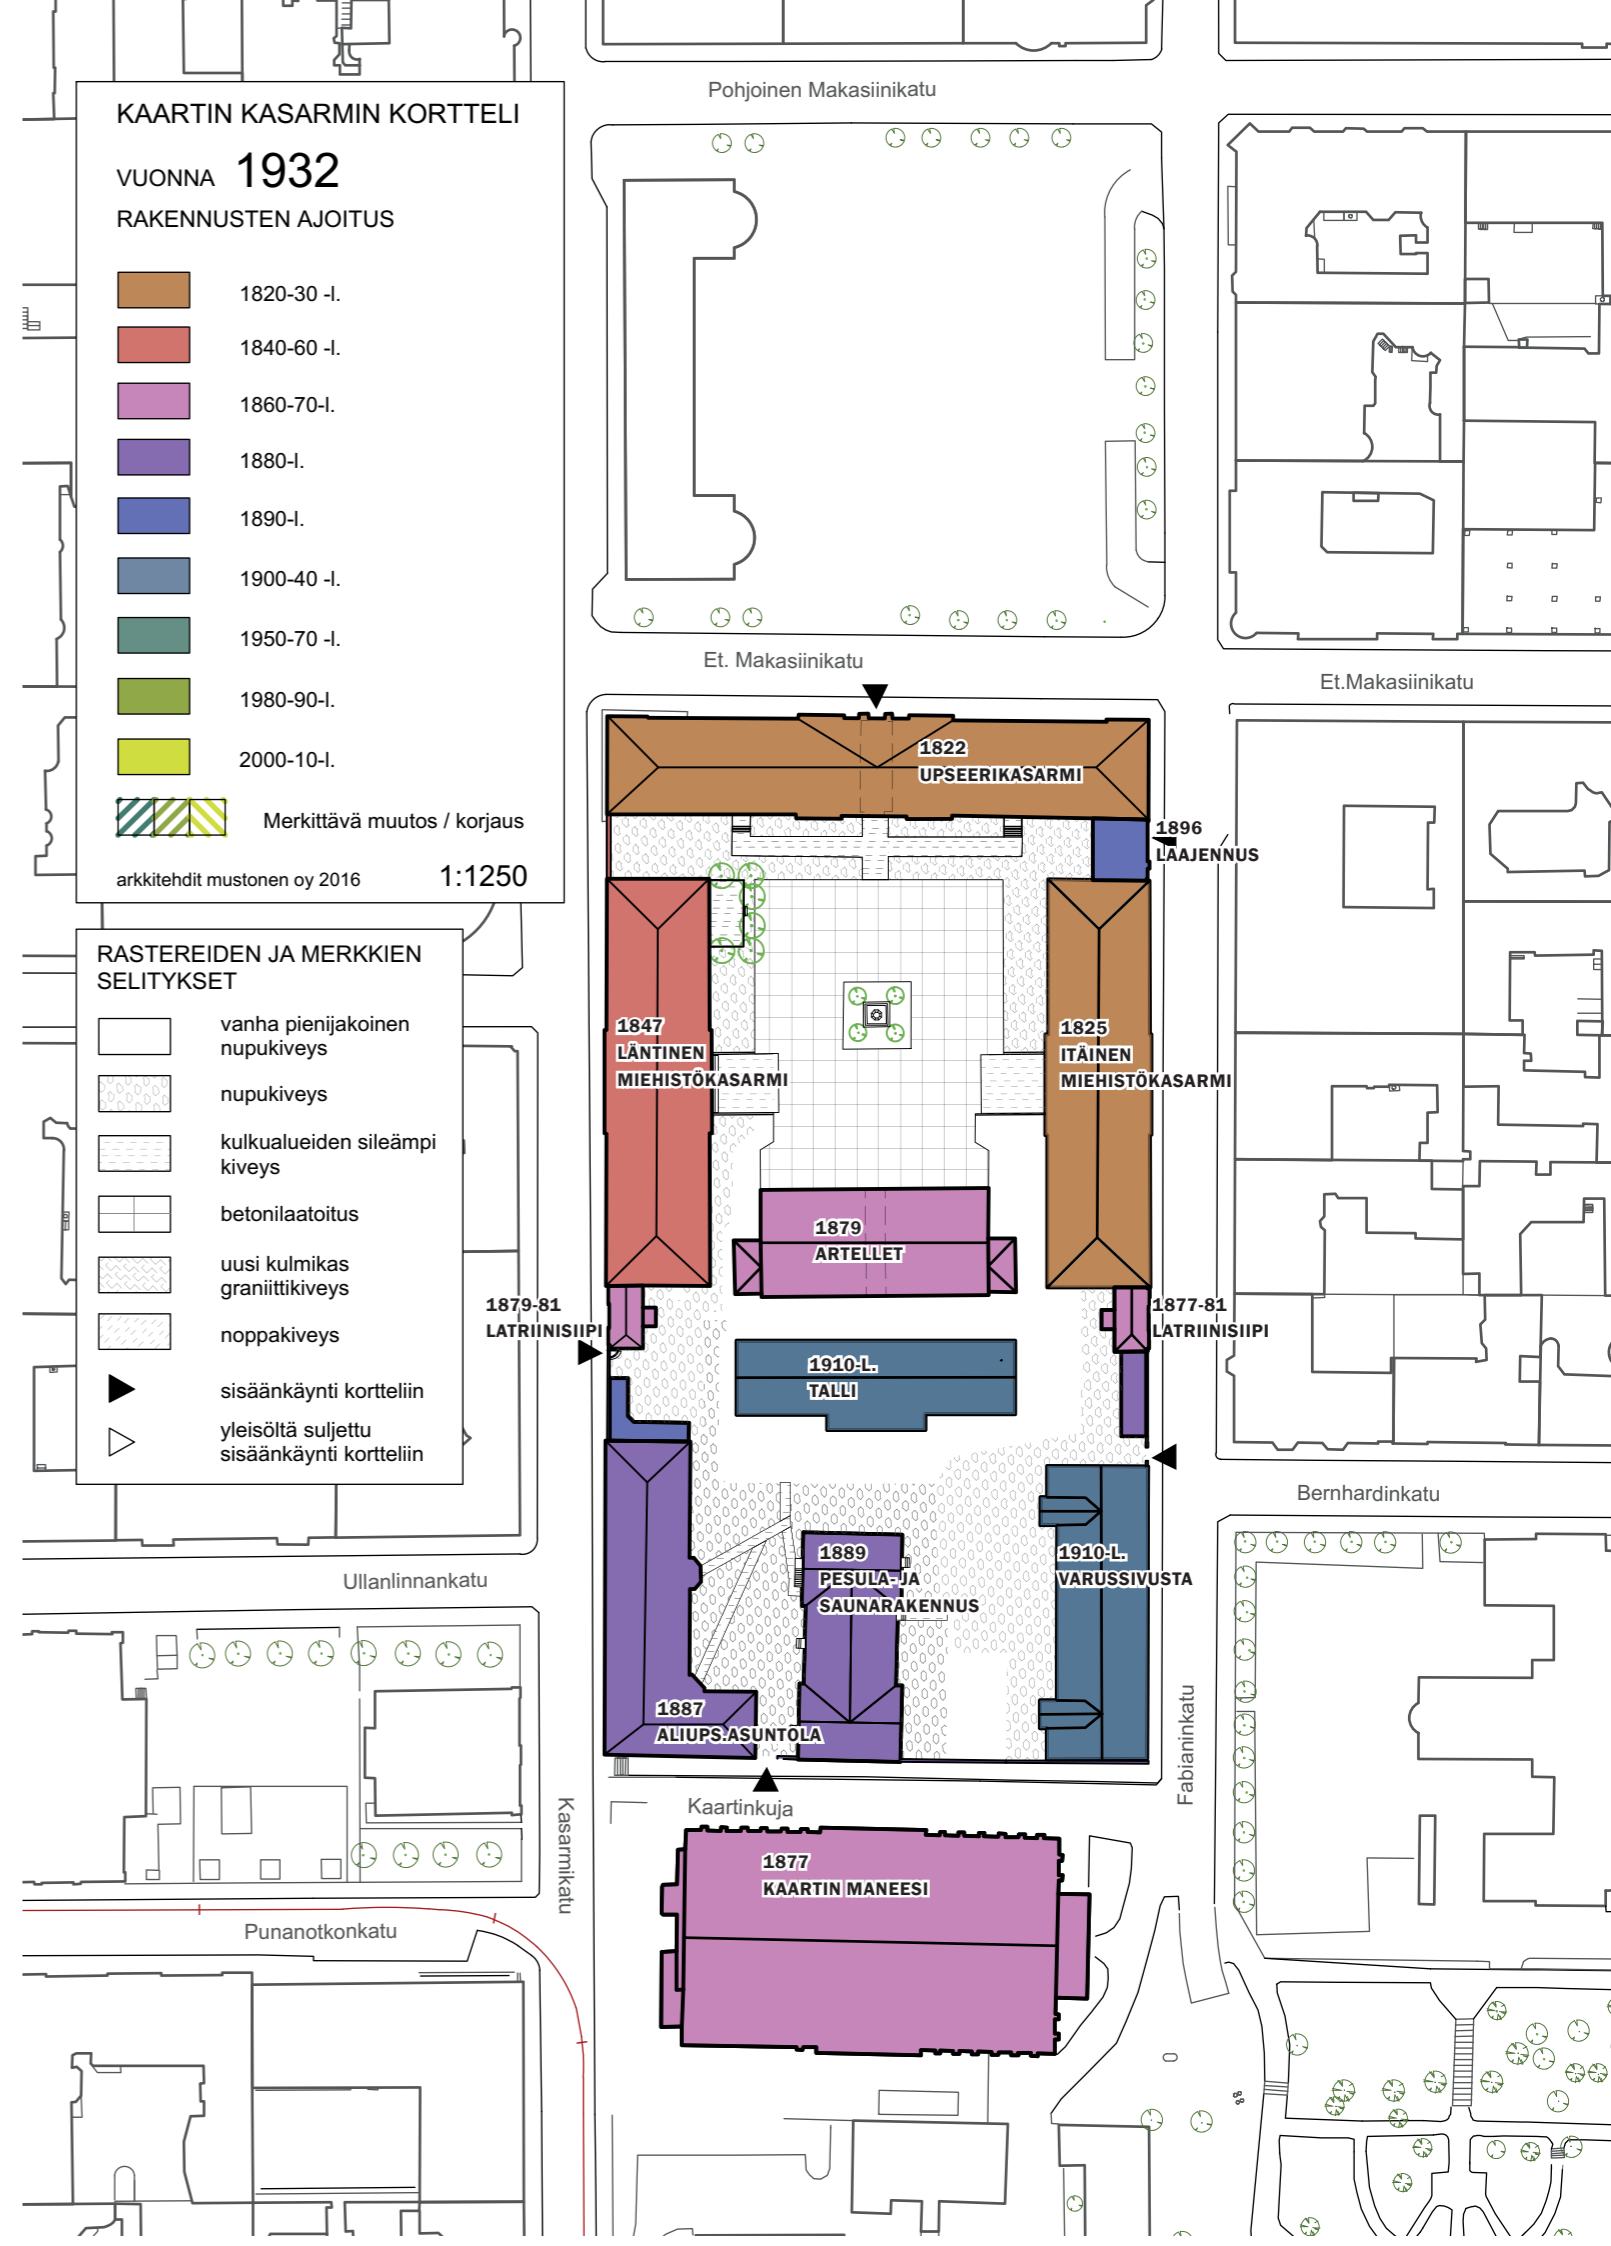 KAARTIN KASARMIN KORTTELI
VUONNA 1932
RAKENNUSTEN AJOITUS
1820-30 -l.
1840-60 -l.
1860-70-l.
1880-l.
1890-l.
1900-40 -l.
1950-70 -l.
1980-90-l.
2000-10-l.
Merkittävä muutos / korjaus
arkkitehdit mustonen oy 2016 1:1250
RASTEREIDEN JA MERKKIEN
SELITYKSET
vanha pienijakoinen
nupukiveys
nupukiveys
kulkualueiden sileämpi
kiveys
betonilaatoitus
uusi kulmikas
graniittikiveys
noppakiveys
sisäänkäynti kortteliin
yleisöltä suljettu
sisäänkäynti kortteliin
Pohjoinen Makasiinikatu
Et. Makasiinikatu
Et.Makasiinikatu
1822
UPSEERIKASARMI
1896
LAAJENNUS
1847
LÄNTINEN
MIEHISTÖKASARMI
1825
ITÄINEN
MIEHISTÖKASARMI
1879
ARTELLET
1879-81
LATRIINISIIPI
1877-81
LATRIINISIIPI
1910-L.
TALLI
Bernhardinkatu
1889
PESULA- JA
SAUNARAKENNUS
1910-L.
VARUSSIVUSTA
Ullanlinnankatu
1887
ALIUPS.ASUNTOLA
Fabianinkatu
Kaartinkuja
Kasarmikatu
1877
KAARTIN MANEESI
Punanotkonkatu